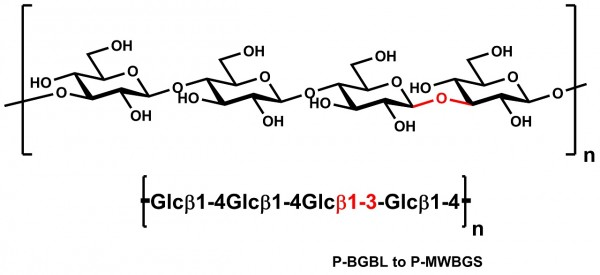 OH OH OH OH
O O O O
HO O O O HO O O
HO HO
OH OH OH OH
n
[Glcβ1-4Glcβ1-4Glcβ1-3-Glcβ1-4]n
P-BGBL to P-MWBGS